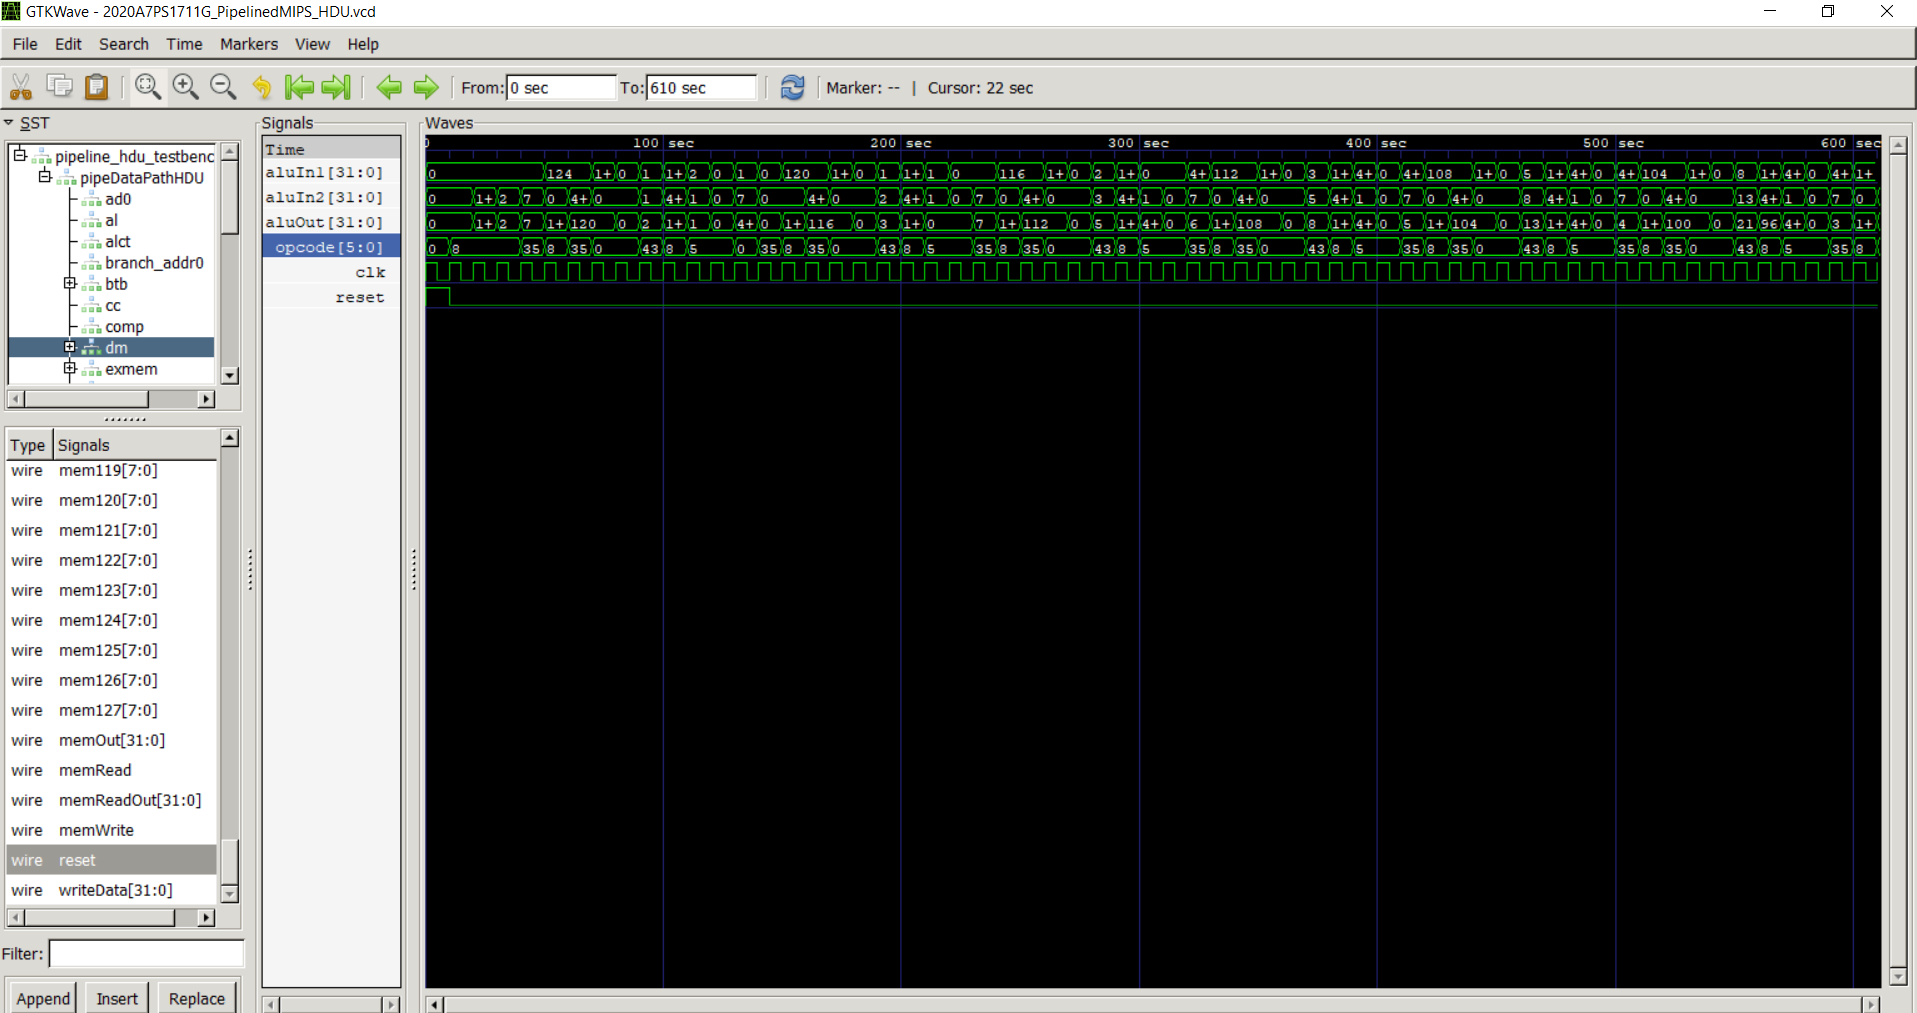 GTKWave - 2020A7PS1711G_PipelinedMIPS_HDU.vcd
File Edit Search Time Markers View Help
From: 0 sec To: 610 sec Marker: -- | Cursor: 22 sec
SST
pipeline_hdu_testbenc
pipeDataPathHDU
ad0
al
alct
branch_addr0
btb
cc
comp
dm
exmem
Type Signals
wire mem119[7:0]
wire mem120[7:0]
wire mem121[7:0]
wire mem122[7:0]
wire mem123[7:0]
wire mem124[7:0]
wire mem125[7:0]
wire mem126[7:0]
wire mem127[7:0]
wire memOut[31:0]
wire memRead
wire memReadOut[31:0]
wire memWrite
wire reset
wire writeData[31:0]
Filter:
Append Insert Replace
Signals
Time
aluIn1[31:0]
aluIn2[31:0]
aluOut[31:0]
opcode[5:0]
clk
reset
Waves
100 sec 200 sec 300 sec 400 sec 500 sec 600 sec
0 124 1+ 0 1 1+ 2 0 1 0 120 1+ 0 1 1+ 1 0 116 1+ 0 2 1+ 0 4+ 112 1+ 0 3 1+ 4+ 0 4+ 108 1+ 0 5 1+ 4+ 0 4+ 104 1+ 0 8 1+ 4+ 0 4+ 1+
0 1+ 2 7 0 4+ 0 1 4+ 1 0 7 0 4+ 0 2 4+ 1 0 7 0 4+ 0 3 4+ 1 0 7 0 4+ 0 5 4+ 1 0 7 0 4+ 0 8 4+ 1 0 7 0 4+ 0 13 4+ 1 0 7 0
0 1+ 2 7 1+ 120 0 2 1+ 1 0 4+ 0 1+ 116 0 3 1+ 0 7 1+ 112 0 5 1+ 4+ 0 6 1+ 108 0 8 1+ 4+ 0 5 1+ 104 0 13 1+ 4+ 0 4 1+ 100 0 21 96 4+ 0 3 1+
0 8 35 8 35 0 43 8 5 0 35 8 35 0 43 8 5 35 8 35 0 43 8 5 35 8 35 0 43 8 5 35 8 35 0 43 8 5 35 8 35 0 43 8 5 35 8